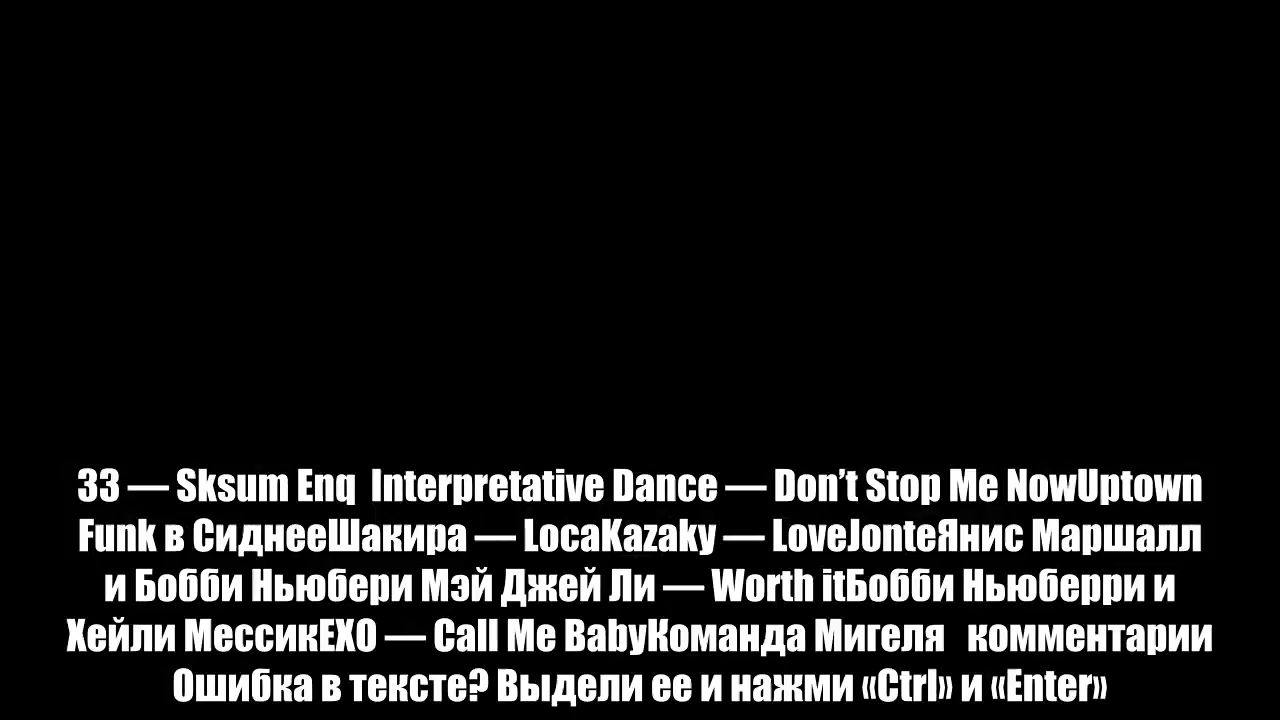 33 — Sksum Enq  Interpretative Dance — Don’t Stop Me NowUptown
Funk в СиднееШакира — LocaKazaky — LoveJonteЯнис Маршалл
и Бобби Ньюбери Мэй Джей Ли — Worth itБобби Ньюберри и
Хейли МессикEXO — Call Me BabyКоманда Мигеля   комментарии
Ошибка в тексте? Выдели ее и нажми «Ctrl» и «Enter»